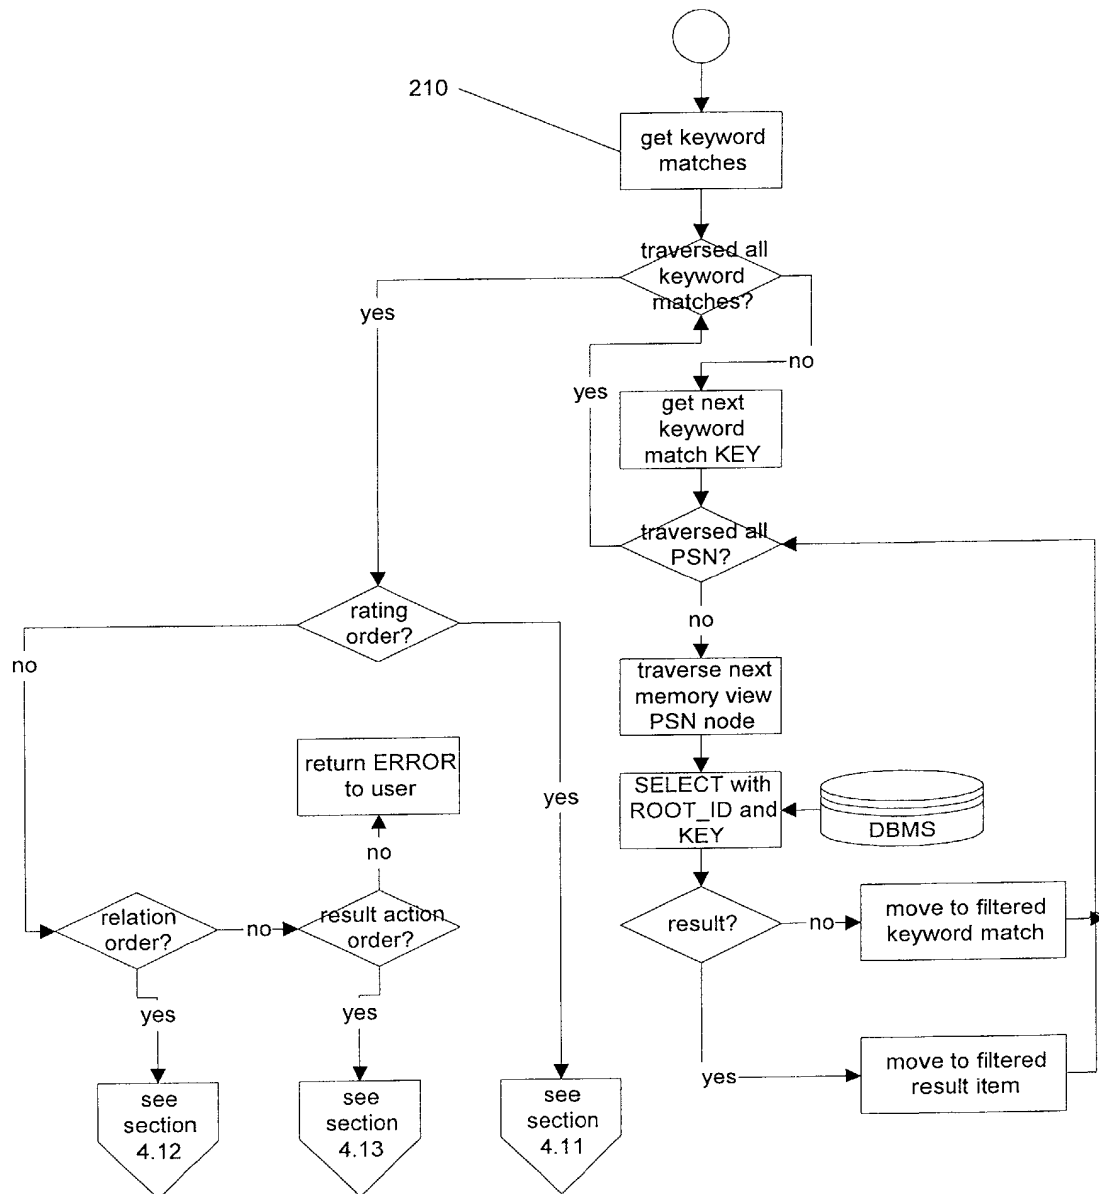 210
get keyword
matches
traversed all
keyword
matches?
yes
no
yes
get next
keyword
match KEY
traversed all
PSN?
rating
order?
no
no
traverse next
memory view
PSN node
return ERROR
to user
SELECT with
ROOT_ID and
KEY
DBMS
yes
no
relation
order?
no
result action
order?
result?
no
move to filtered
keyword match
yes
yes
yes
move to filtered
result item
see
section
4.12
see
section
4.13
see
section
4.11